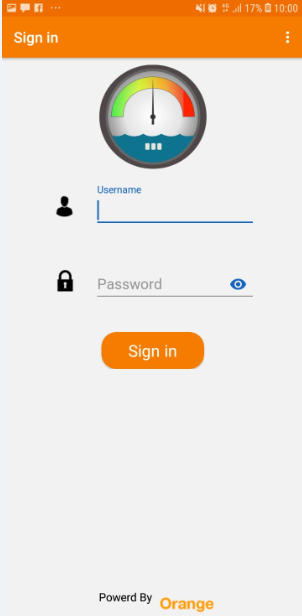 17% 10:00
Sign in
Username
Password
Sign in
Powerd By Orange